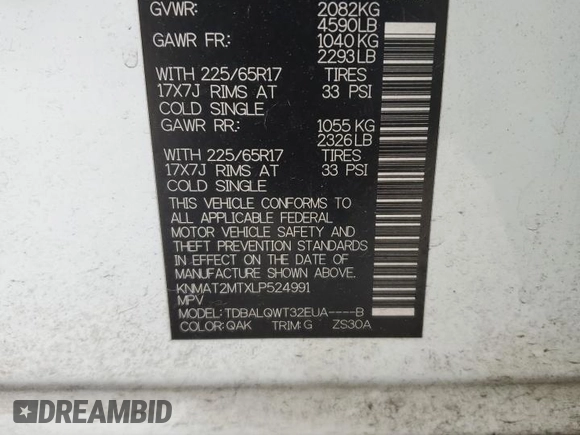 GVWR: 2082KG
4590LB
GAWR FR: 1040 KG
2293 LB
WITH 225/65R17 TIRES
17X7J RIMS AT 33 PSI
COLD SINGLE
GAWR RR: 1055 KG
2326LB
WITH 225/65R17 TIRES
17X7J RIMS AT 33 PSI
COLD SINGLE
THIS VEHICLE CONFORMS TO
ALL APPLICABLE FEDERAL
MOTOR VEHICLE SAFETY AND
THEFT PREVENTION STANDARDS
IN EFFECT ON THE DATE OF
MANUFACTURE SHOWN ABOVE.
KNMAT2MTXLP524991
MPV
MODEL: TDBALQWT32EUA----B
COLOR: QAK TRIM: G ZS30A
DREAMBID